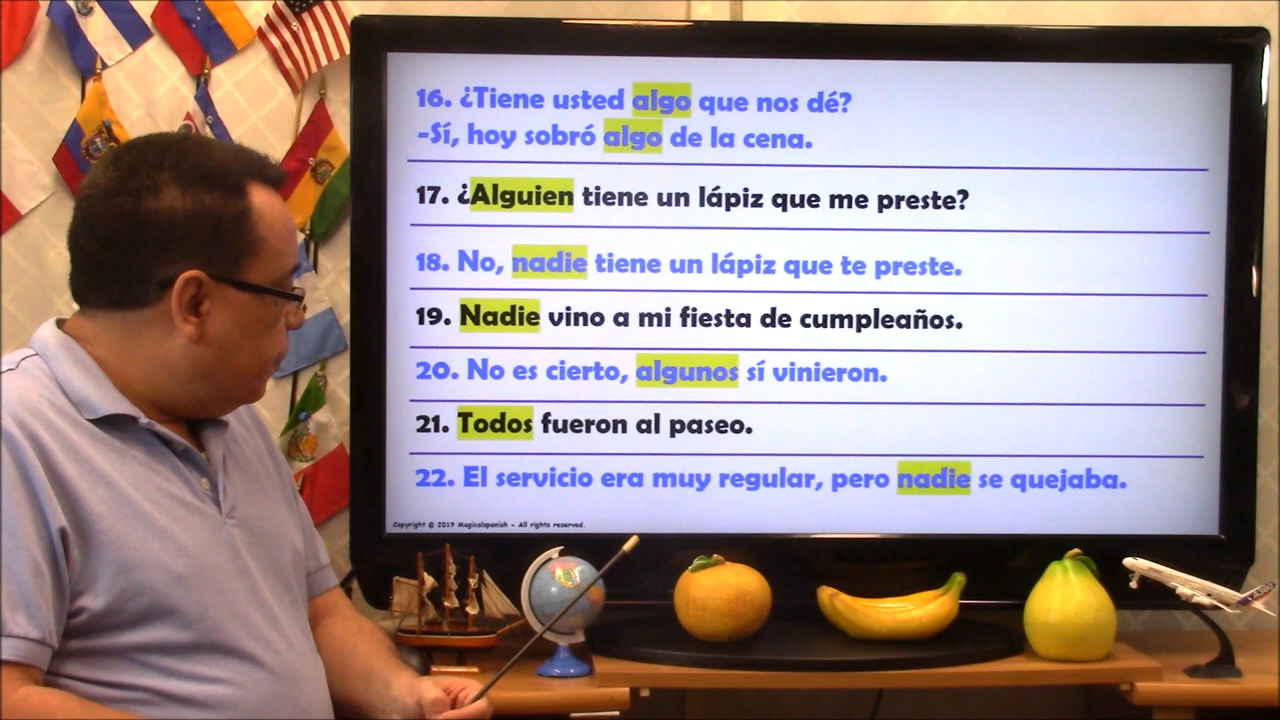 16. ¿Tiene usted algo que nos dé?
-Sí, hoy sobró algo de la cena.
17. ¿Alguien tiene un lápiz que me preste?
18. No, nadie tiene un lápiz que te preste.
19. Nadie vino a mi fiesta de cumpleaños.
20. No es cierto, algunos sí vinieron.
21. Todos fueron al paseo.
22. El servicio era muy regular, pero nadie se quejaba.
Copyright © 2019 Magicalspanish - All rights reserved.